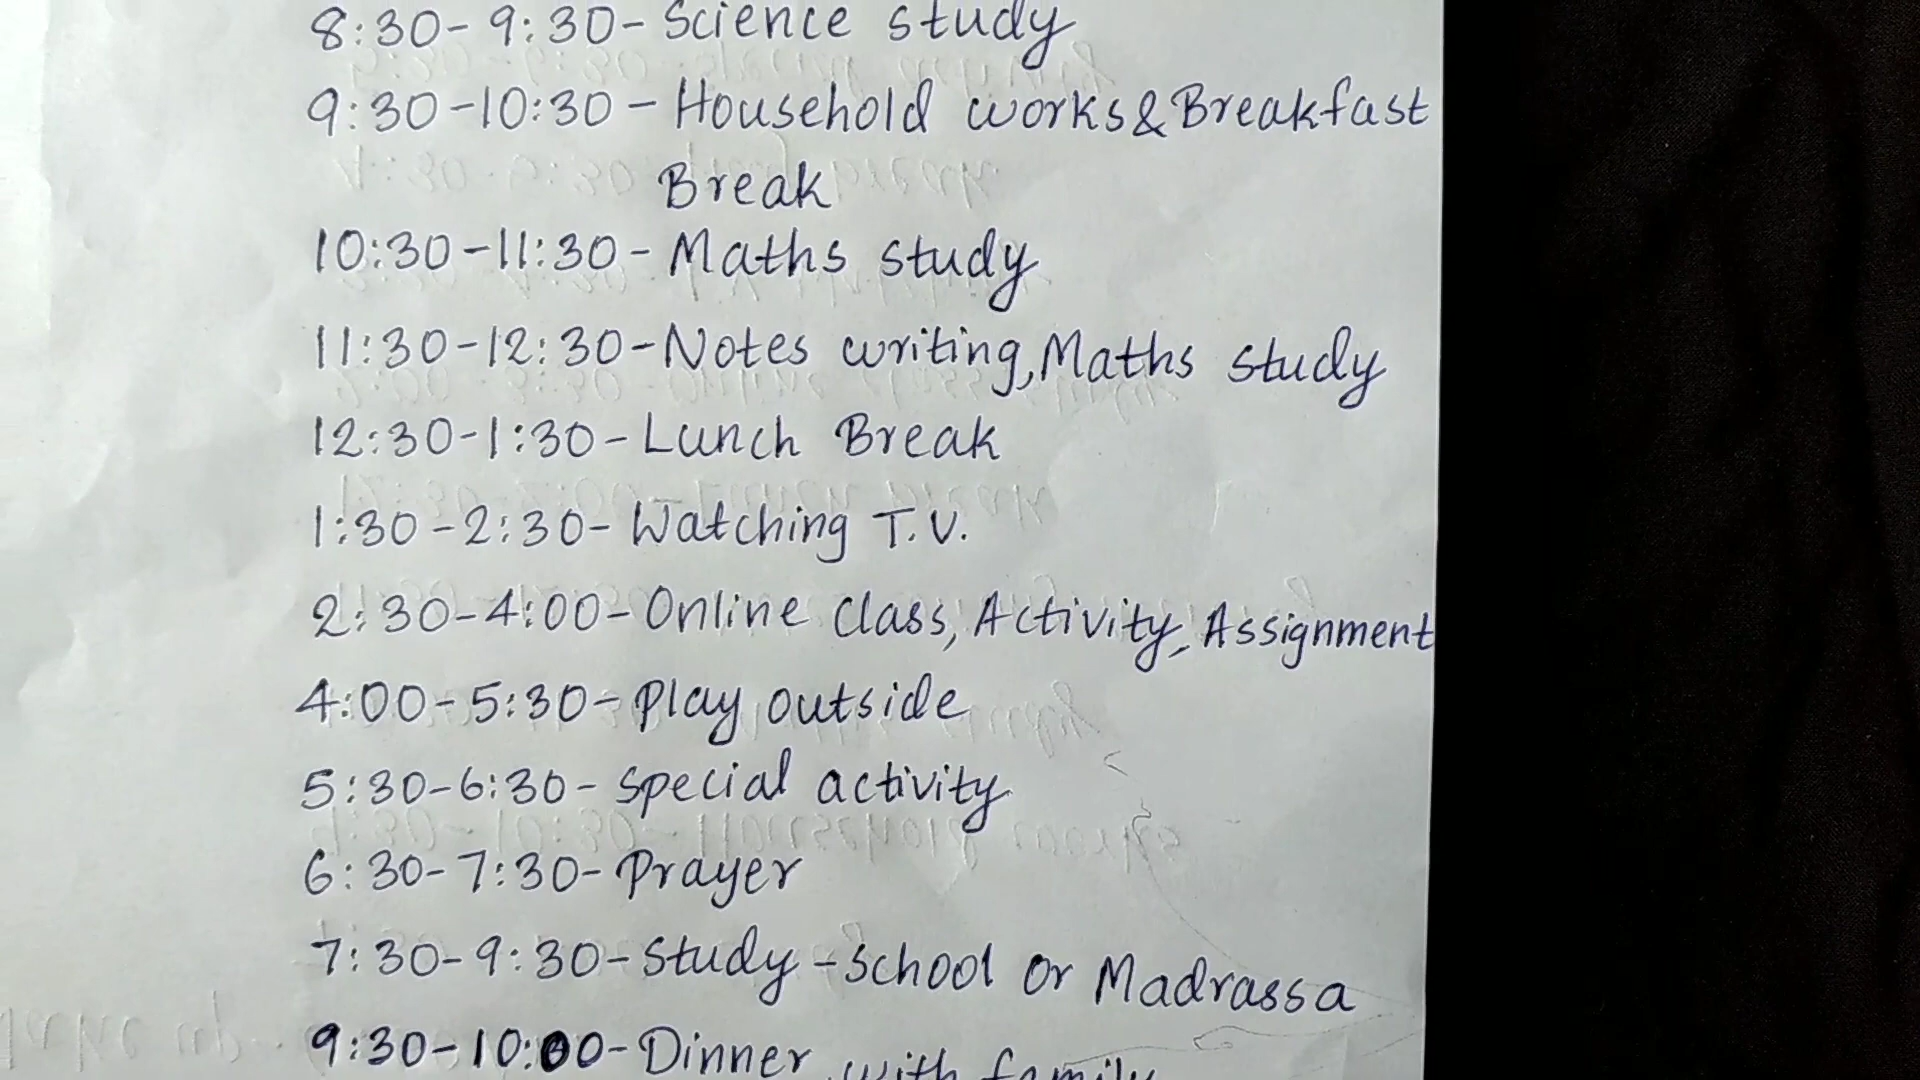 8:30-9:30-Science study
9:30-10:30-Household works&Breakfast
Break
10:30-11:30-Maths study
11:30-12:30-Notes writing,Maths study
12:30-1:30-Lunch Break
1:30-2:30-Watching T.V.
2:30-4:00-Online class, Activity, Assignment
4:00-5:30-Play outside
5:30-6:30-Special activity
6:30-7:30-Prayer
7:30-9:30-Study-School or Madrassa
9:30-10:00-Dinner with family